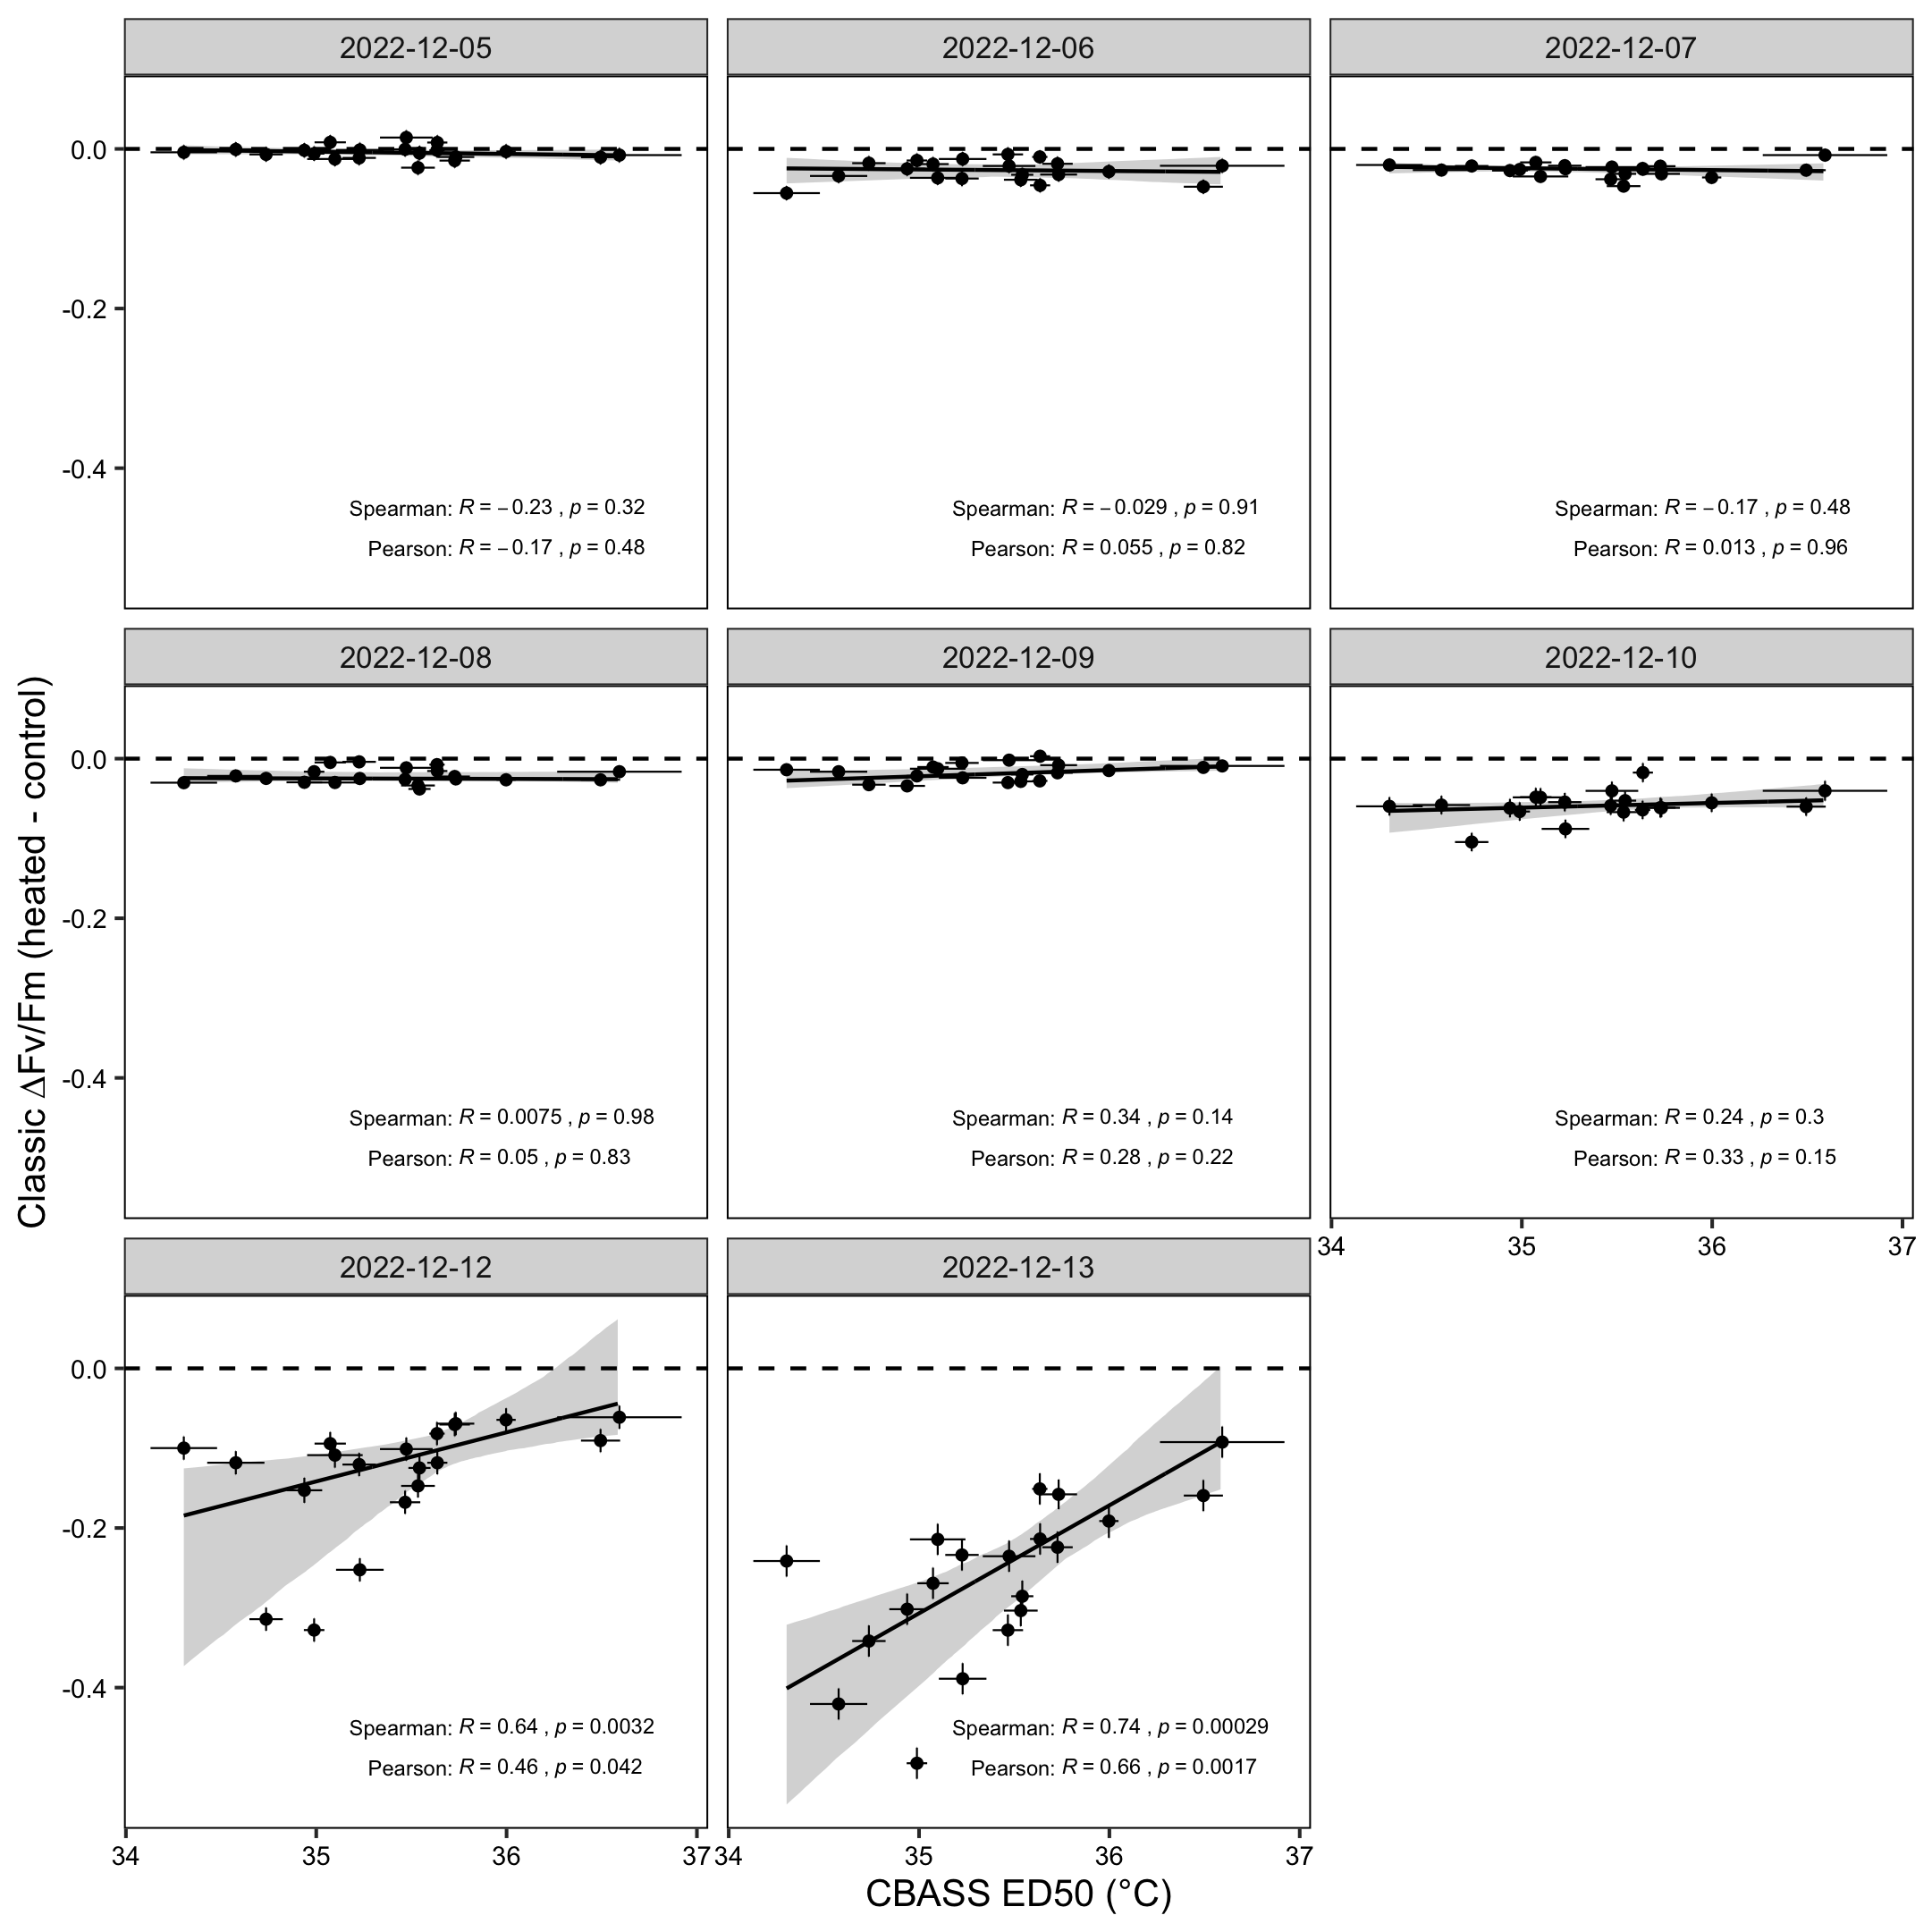 2022-12-05
2022-12-06
2022-12-07
0.0
-0.2
-0.4
Spearman: R = −0.23 , p = 0.32
Pearson: R = −0.17 , p = 0.48
Spearman: R = −0.029 , p = 0.91
Pearson: R = 0.055 , p = 0.82
Spearman: R = −0.17 , p = 0.48
Pearson: R = 0.013 , p = 0.96
2022-12-08
2022-12-09
2022-12-10
0.0
-0.2
-0.4
Spearman: R = 0.0075 , p = 0.98
Pearson: R = 0.05 , p = 0.83
Spearman: R = 0.34 , p = 0.14
Pearson: R = 0.28 , p = 0.22
Spearman: R = 0.24 , p = 0.3
Pearson: R = 0.33 , p = 0.15
34 35 36 37
2022-12-12
2022-12-13
0.0
-0.2
-0.4
Spearman: R = 0.64 , p = 0.0032
Pearson: R = 0.46 , p = 0.042
Spearman: R = 0.74 , p = 0.00029
Pearson: R = 0.66 , p = 0.0017
34 35 36 37
34 35 36 37
CBASS ED50 (°C)
Classic ΔFv/Fm (heated - control)